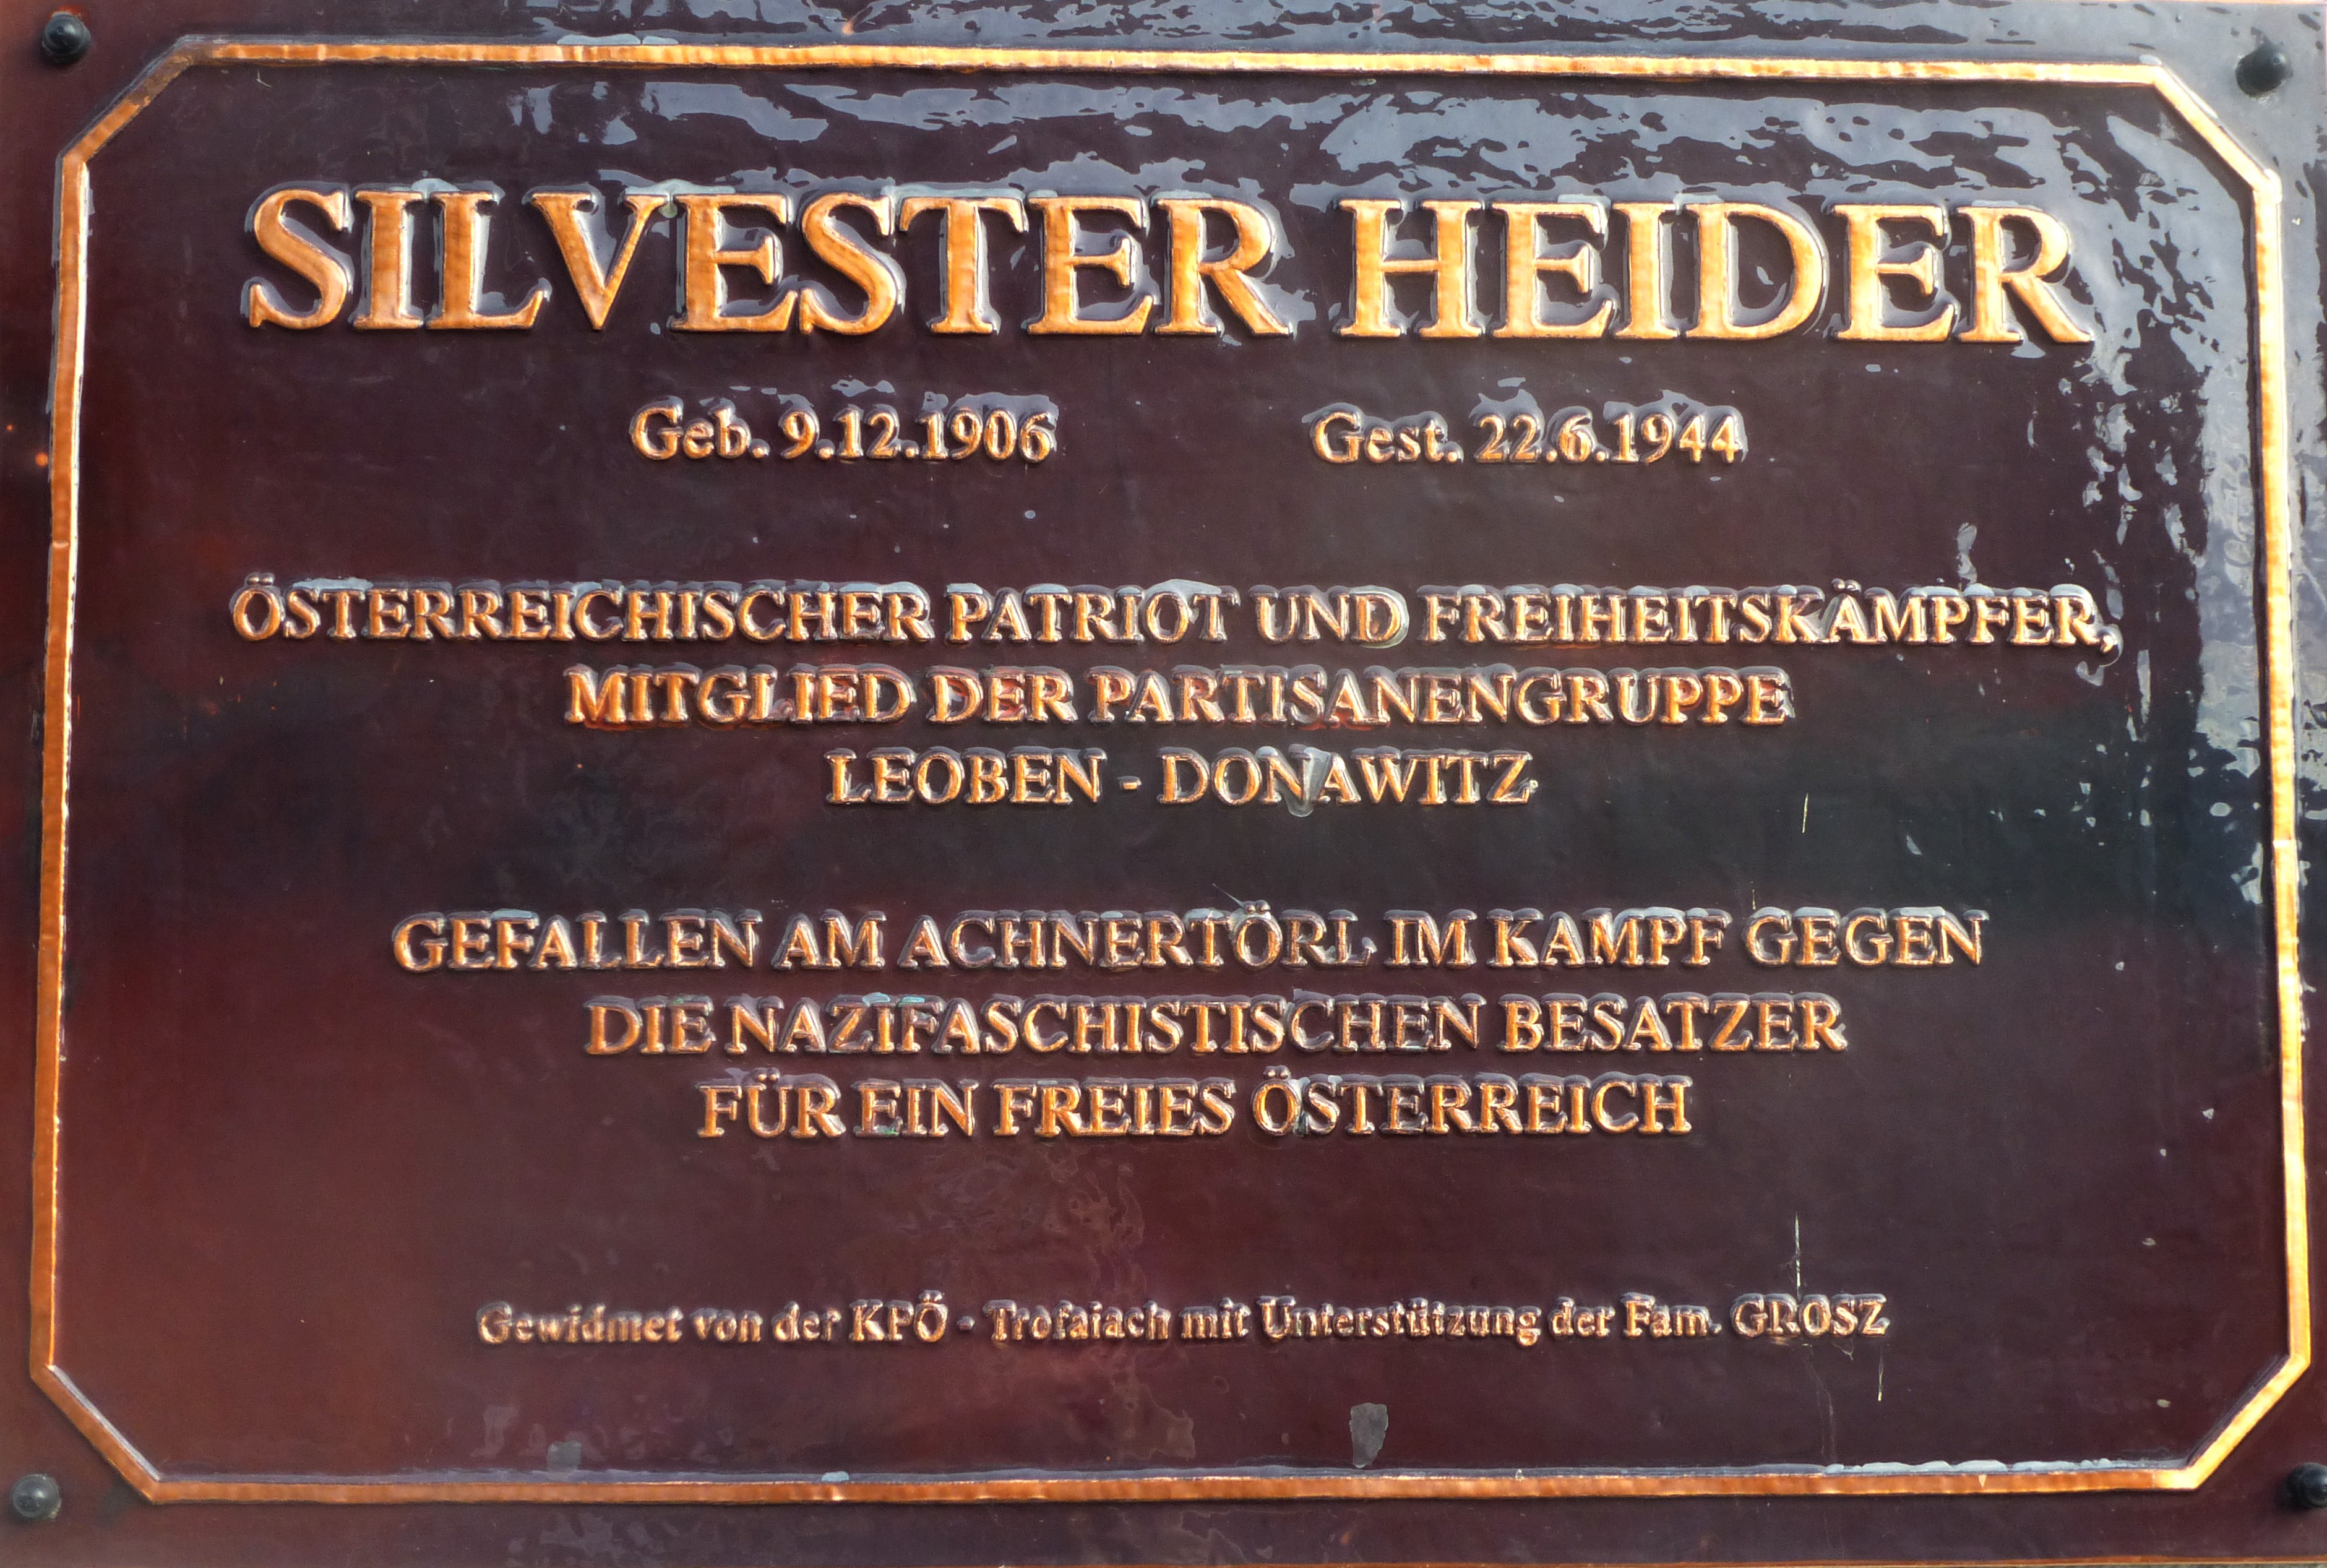 SILVESTER HEIDER
Geb. 9.12.1906 Gest. 22.6.1944
ÖSTERREICHISCHER PATRIOT UND FREIHEITSKÄMPFER,
MITGLIED DER PARTISANENGRUPPE
LEOBEN - DONAWITZ
GEFALLEN AM ACHNERTÖRL IM KAMPF GEGEN
DIE NAZIFASCHISTISCHEN BESATZER
FÜR EIN FREIES ÖSTERREICH
Gewidmet von der KPÖ - Trofaiach mit Unterstützung der Fam. GROSZ